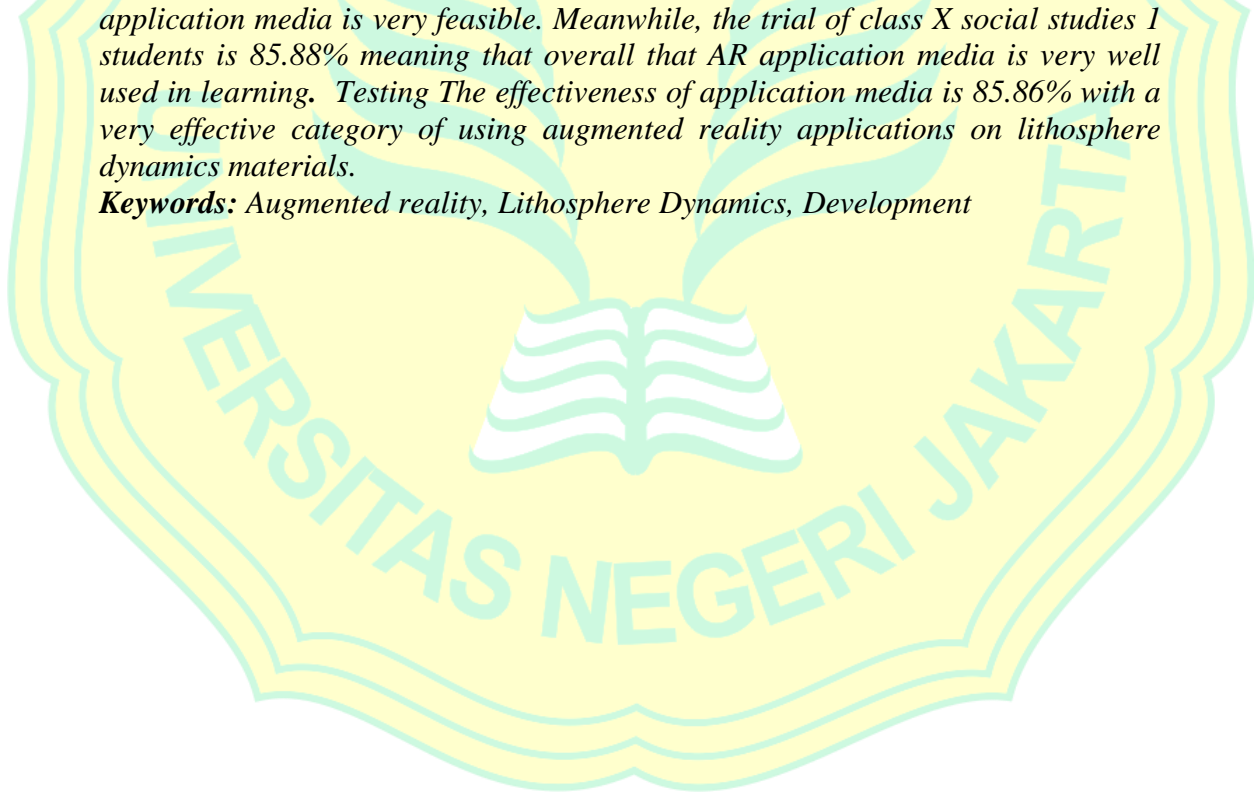 application media is very feasible. Meanwhile, the trial of class X social studies 1
students is 85.88% meaning that overall that AR application media is very well
used in learning. Testing The effectiveness of application media is 85.86% with a
very effective category of using augmented reality applications on lithosphere
dynamics materials.
Keywords: Augmented reality, Lithosphere Dynamics, Development
UNIVERSITAS NEGERI JAKARTA